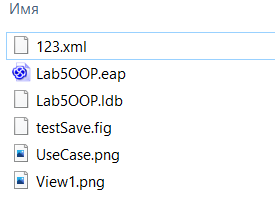 Имя
123.xml
Lab5OOP.eap
Lab5OOP.ldb
testSave.fig
UseCase.png
View1.png